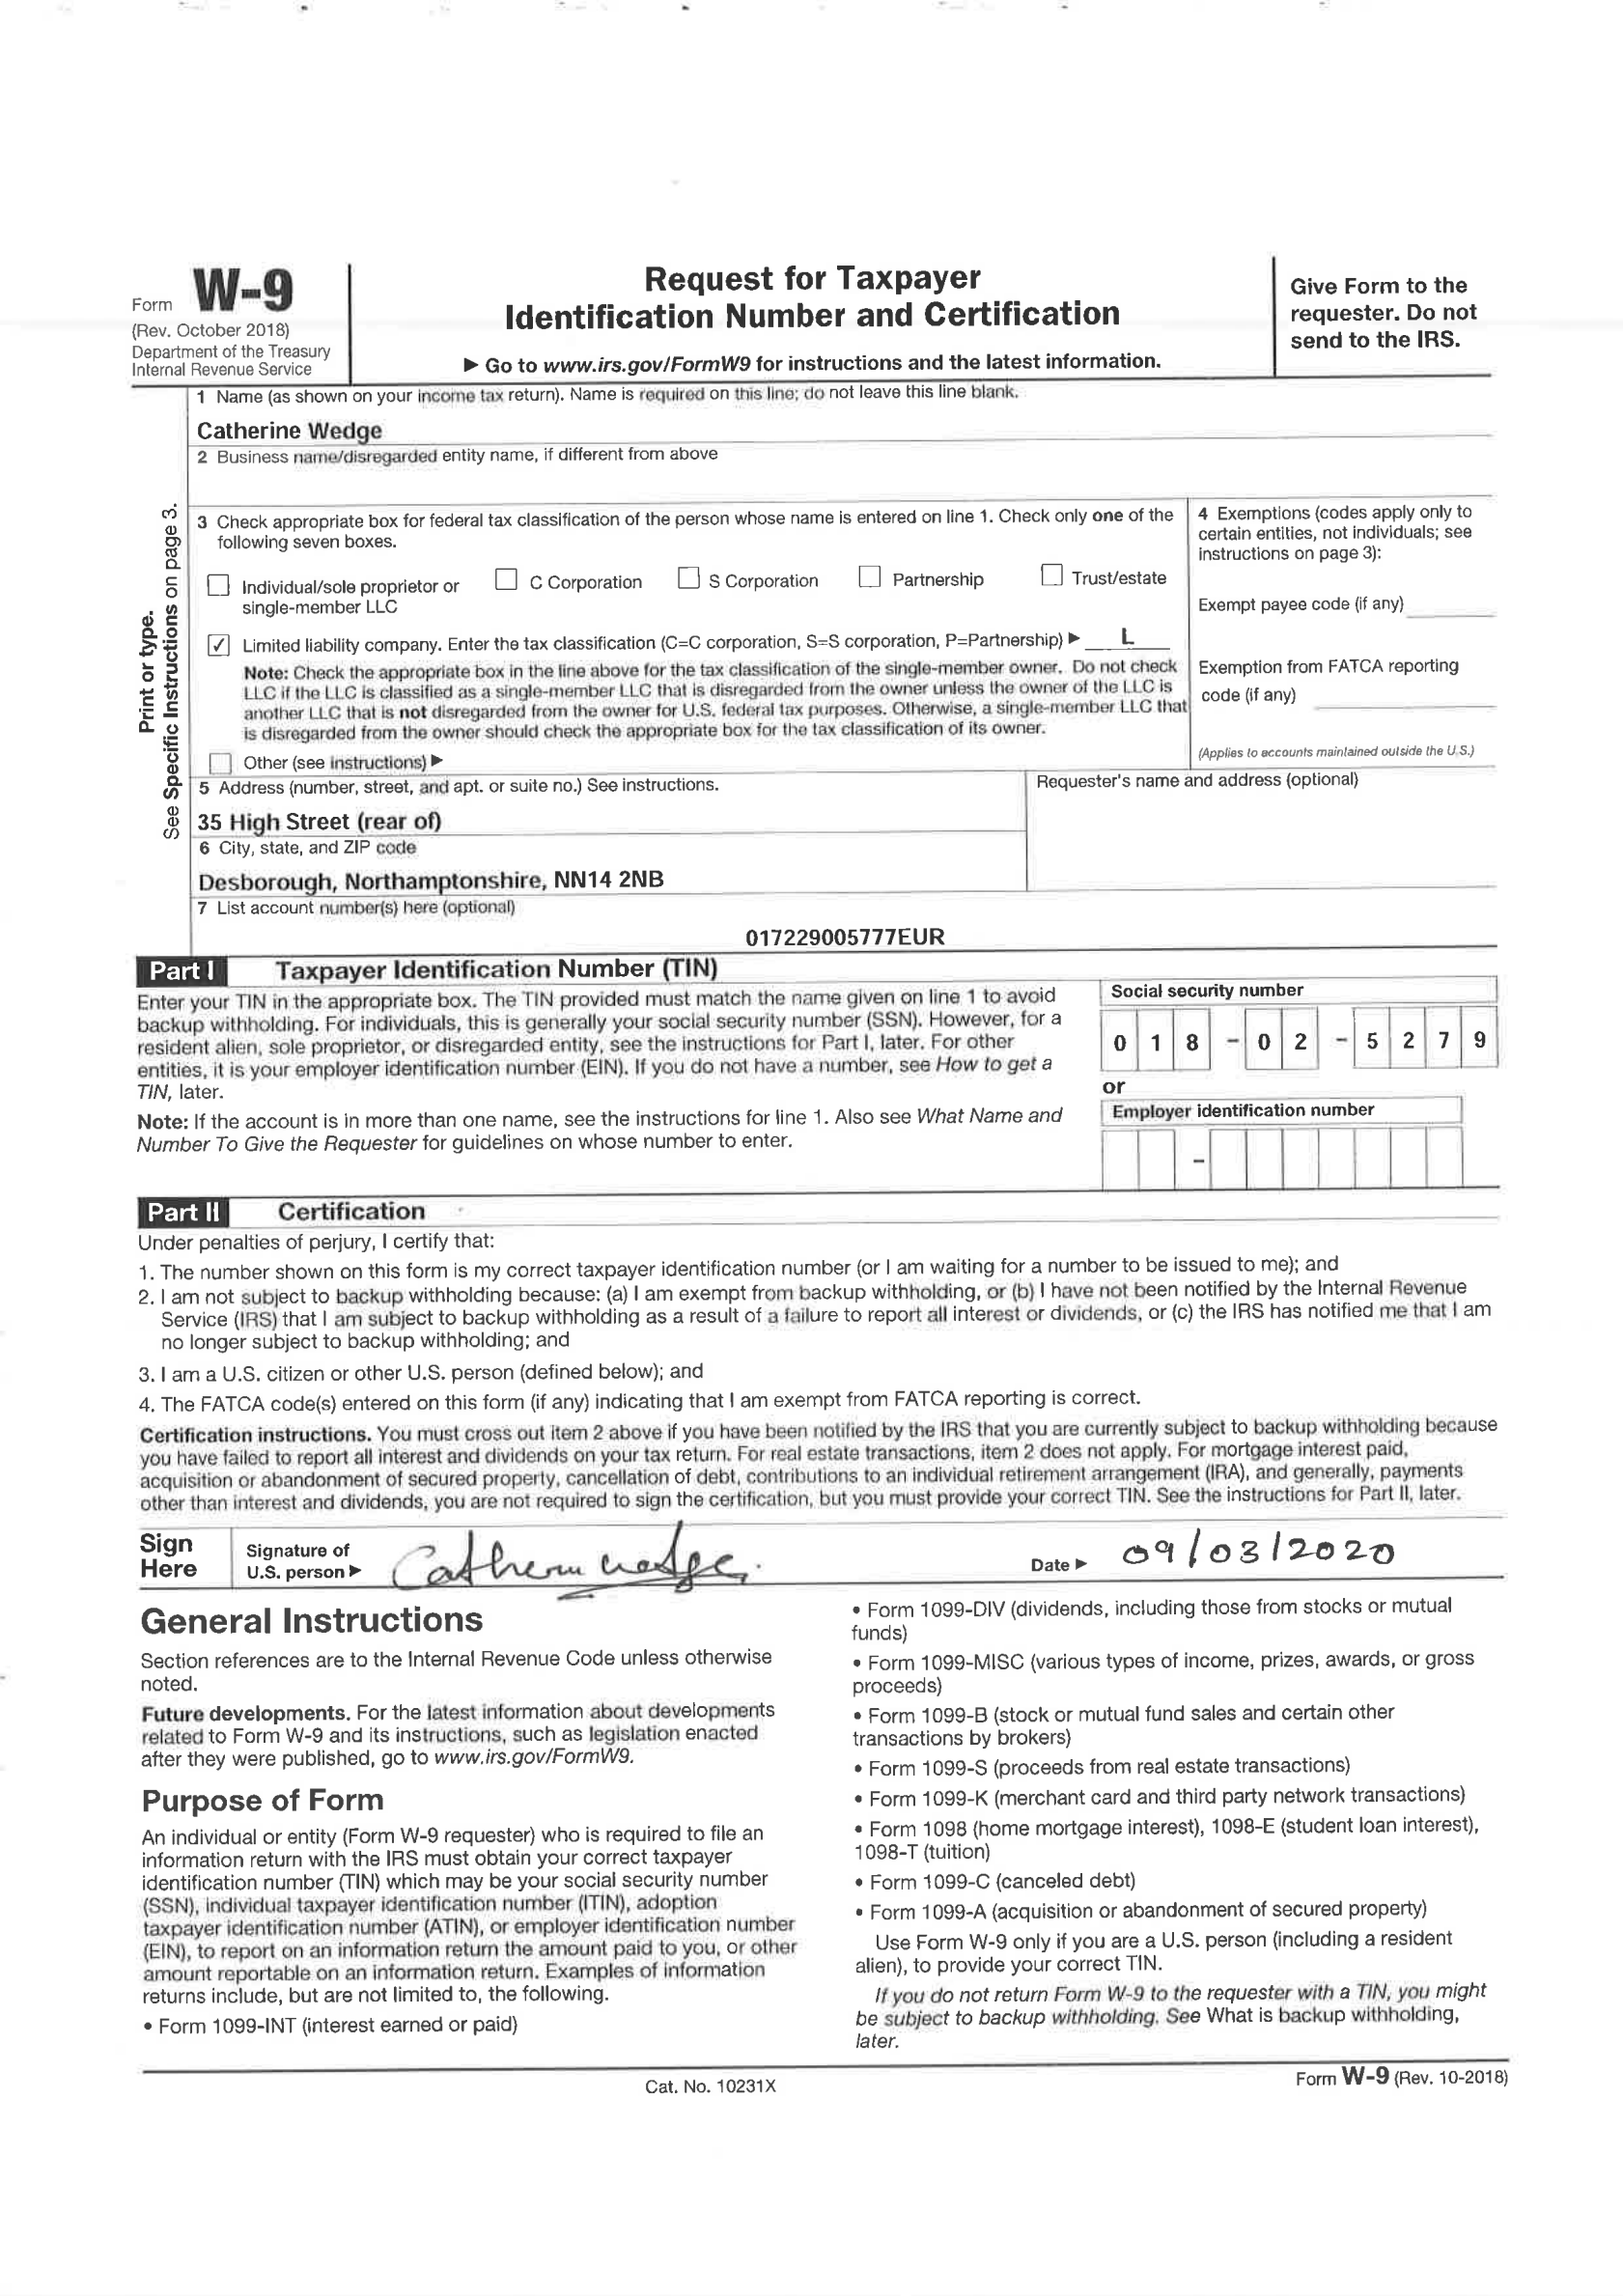 Form W-9
(Rev. October 2018)
Department of the Treasury
Internal Revenue Service
Request for Taxpayer
Identification Number and Certification
▶ Go to www.irs.gov/FormW9 for instructions and the latest information.
Give Form to the
requester. Do not
send to the IRS.
Print or type.
See Specific Instructions on page 3.
1 Name (as shown on your income tax return). Name is required on this line; do not leave this line blank.
Catherine Wedge
2 Business name/disregarded entity name, if different from above
3 Check appropriate box for federal tax classification of the person whose name is entered on line 1. Check only one of the
following seven boxes.
Individual/sole proprietor or
single-member LLC
C Corporation
S Corporation
Partnership
Trust/estate
✓ Limited liability company. Enter the tax classification (C=C corporation, S=S corporation, P=Partnership) ▶ L
Note: Check the appropriate box in the line above for the tax classification of the single-member owner. Do not check
LLC if the LLC is classified as a single-member LLC that is disregarded from the owner unless the owner of the LLC is
another LLC that is not disregarded from the owner for U.S. federal tax purposes. Otherwise, a single-member LLC that
is disregarded from the owner should check the appropriate box for the tax classification of its owner.
Other (see instructions) ▶
4 Exemptions (codes apply only to
certain entities, not individuals; see
instructions on page 3):
Exempt payee code (if any)
Exemption from FATCA reporting
code (if any)
(Applies to accounts maintained outside the U.S.)
5 Address (number, street, and apt. or suite no.) See instructions.
35 High Street (rear of)
6 City, state, and ZIP code
Desborough, Northamptonshire, NN14 2NB
Requester's name and address (optional)
7 List account number(s) here (optional)
017229005777EUR
Part I Taxpayer Identification Number (TIN)
Enter your TIN in the appropriate box. The TIN provided must match the name given on line 1 to avoid
backup withholding. For individuals, this is generally your social security number (SSN). However, for a
resident alien, sole proprietor, or disregarded entity, see the instructions for Part I, later. For other
entities, it is your employer identification number (EIN). If you do not have a number, see How to get a
TIN, later.
Note: If the account is in more than one name, see the instructions for line 1. Also see What Name and
Number To Give the Requester for guidelines on whose number to enter.
Social security number
0 1 8 - 0 2 - 5 2 7 9
or
Employer identification number
-
Part II Certification
Under penalties of perjury, I certify that:
1. The number shown on this form is my correct taxpayer identification number (or I am waiting for a number to be issued to me); and
2. I am not subject to backup withholding because: (a) I am exempt from backup withholding, or (b) I have not been notified by the Internal Revenue
Service (IRS) that I am subject to backup withholding as a result of a failure to report all interest or dividends, or (c) the IRS has notified me that I am
no longer subject to backup withholding; and
3. I am a U.S. citizen or other U.S. person (defined below); and
4. The FATCA code(s) entered on this form (if any) indicating that I am exempt from FATCA reporting is correct.
Certification instructions. You must cross out item 2 above if you have been notified by the IRS that you are currently subject to backup withholding because
you have failed to report all interest and dividends on your tax return. For real estate transactions, item 2 does not apply. For mortgage interest paid,
acquisition or abandonment of secured property, cancellation of debt, contributions to an individual retirement arrangement (IRA), and generally, payments
other than interest and dividends, you are not required to sign the certification, but you must provide your correct TIN. See the instructions for Part II, later.
Sign
Here
Signature of
U.S. person ▶
Catherine Wedge
Date ▶ 09/03/2020
General Instructions
Section references are to the Internal Revenue Code unless otherwise
noted.
Future developments. For the latest information about developments
related to Form W-9 and its instructions, such as legislation enacted
after they were published, go to www.irs.gov/FormW9.
Purpose of Form
An individual or entity (Form W-9 requester) who is required to file an
information return with the IRS must obtain your correct taxpayer
identification number (TIN) which may be your social security number
(SSN), individual taxpayer identification number (ITIN), adoption
taxpayer identification number (ATIN), or employer identification number
(EIN), to report on an information return the amount paid to you, or other
amount reportable on an information return. Examples of information
returns include, but are not limited to, the following.
• Form 1099-INT (interest earned or paid)
• Form 1099-DIV (dividends, including those from stocks or mutual
funds)
• Form 1099-MISC (various types of income, prizes, awards, or gross
proceeds)
• Form 1099-B (stock or mutual fund sales and certain other
transactions by brokers)
• Form 1099-S (proceeds from real estate transactions)
• Form 1099-K (merchant card and third party network transactions)
• Form 1098 (home mortgage interest), 1098-E (student loan interest),
1098-T (tuition)
• Form 1099-C (canceled debt)
• Form 1099-A (acquisition or abandonment of secured property)
Use Form W-9 only if you are a U.S. person (including a resident
alien), to provide your correct TIN.
If you do not return Form W-9 to the requester with a TIN, you might
be subject to backup withholding. See What is backup withholding,
later.
Cat. No. 10231X
Form W-9 (Rev. 10-2018)